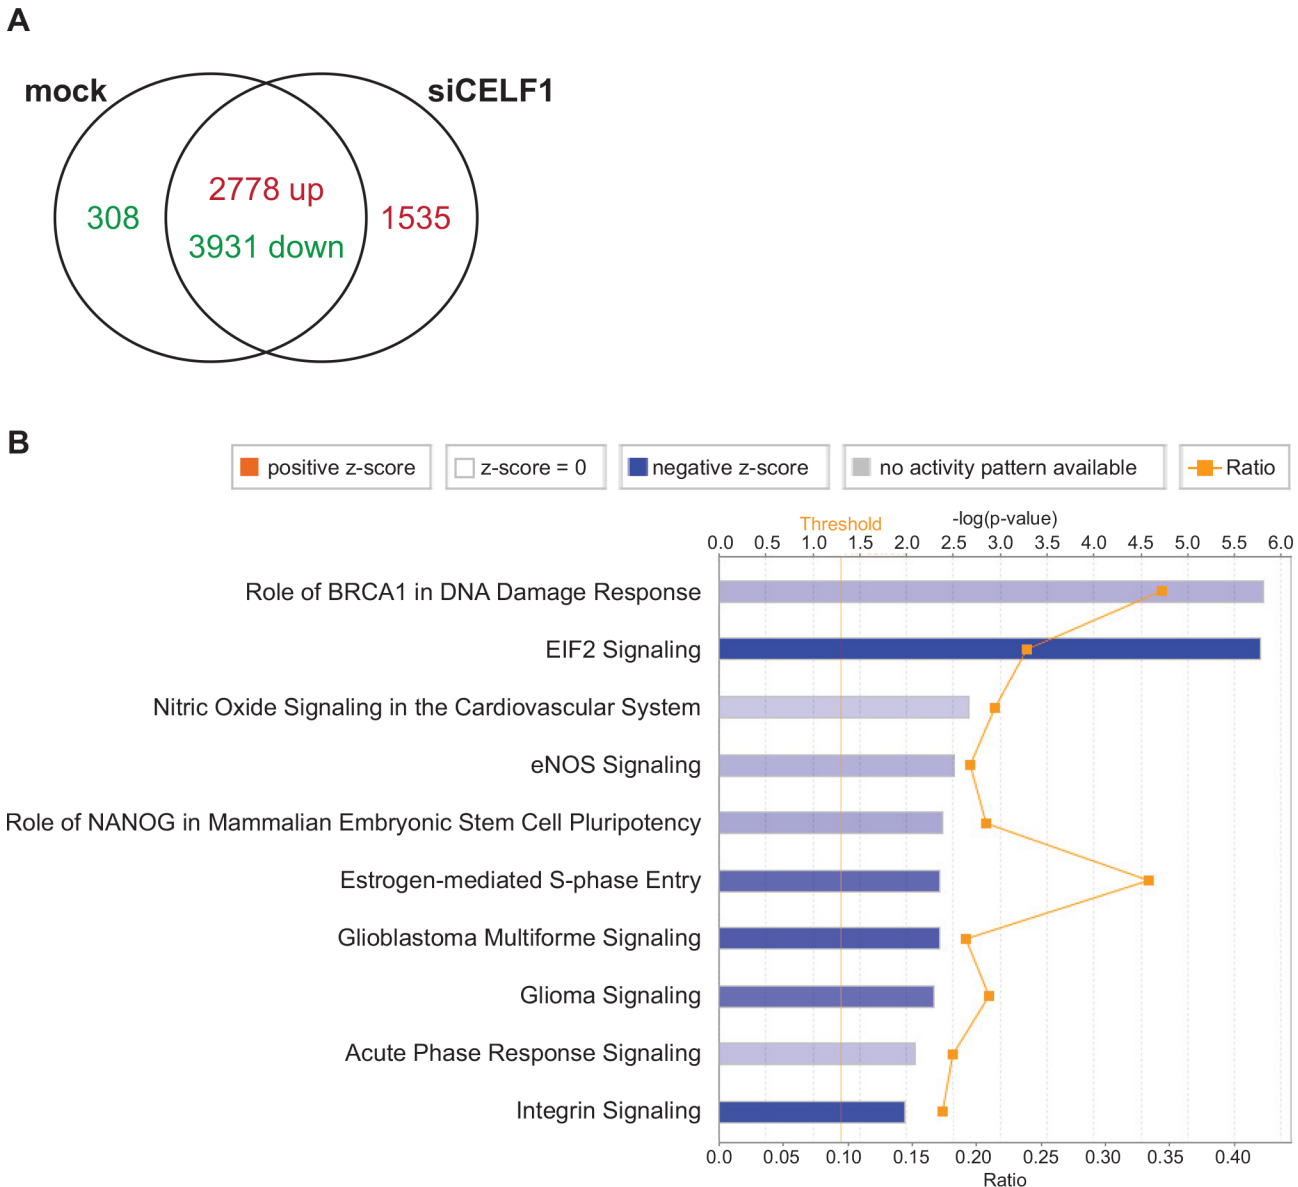 A
mock
siCELF1
308
2778 up
3931 down
1535
B
positive z-score
z-score = 0
negative z-score
no activity pattern available
Ratio
Threshold
-log(p-value)
0.0 0.5 1.0 1.5 2.0 2.5 3.0 3.5 4.0 4.5 5.0 5.5 6.0
Role of BRCA1 in DNA Damage Response
EIF2 Signaling
Nitric Oxide Signaling in the Cardiovascular System
eNOS Signaling
Role of NANOG in Mammalian Embryonic Stem Cell Pluripotency
Estrogen-mediated S-phase Entry
Glioblastoma Multiforme Signaling
Glioma Signaling
Acute Phase Response Signaling
Integrin Signaling
0.0 0.05 0.10 0.15 0.20 0.25 0.30 0.35 0.40
Ratio